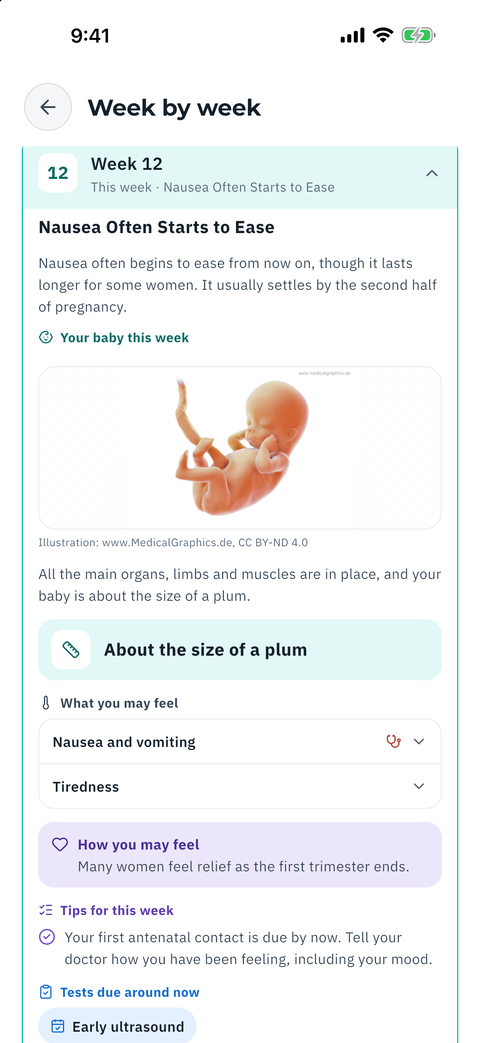 9:41
Week by week
12
Week 12
This week · Nausea Often Starts to Ease
Nausea Often Starts to Ease
Nausea often begins to ease from now on, though it lasts
longer for some women. It usually settles by the second half
of pregnancy.
Your baby this week
www.medicalgraphics.de
Illustration: www.MedicalGraphics.de, CC BY-ND 4.0
All the main organs, limbs and muscles are in place, and your
baby is about the size of a plum.
About the size of a plum
What you may feel
Nausea and vomiting
Tiredness
How you may feel
Many women feel relief as the first trimester ends.
Tips for this week
Your first antenatal contact is due by now. Tell your
doctor how you have been feeling, including your mood.
Tests due around now
Early ultrasound